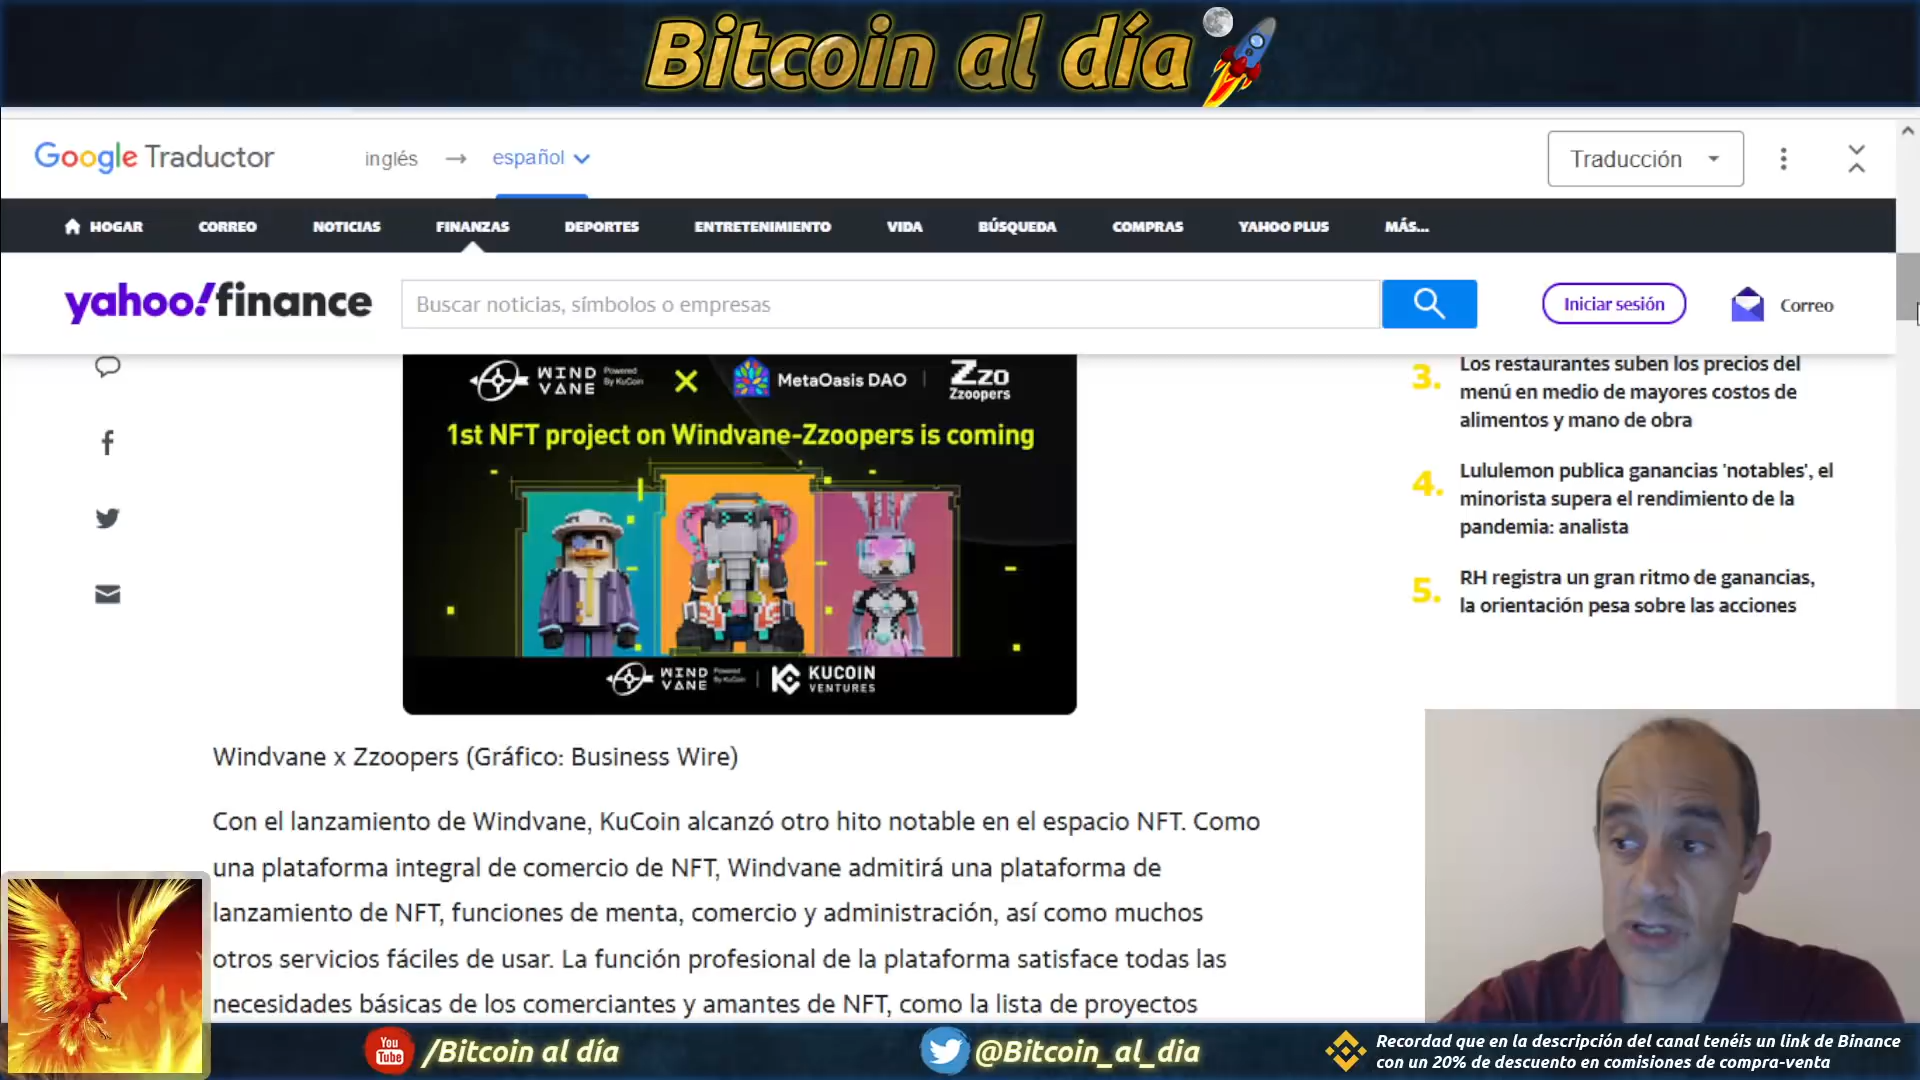 Bitcoin al día
Google Traductor
inglés → español
Traducción
HOGAR CORREO NOTICIAS FINANZAS DEPORTES ENTRETENIMIENTO VIDA BÚSQUEDA COMPRAS YAHOO PLUS MÁS...
yahoo!finance
Buscar noticias, símbolos o empresas
Iniciar sesión
Correo
WIND VANE Powered By KuCoin X MetaOasis DAO | Zzo Zzoopers
1st NFT project on Windvane-Zzoopers is coming
WIND VANE Powered By KuCoin | KUCOIN VENTURES
3. Los restaurantes suben los precios del
menú en medio de mayores costos de
alimentos y mano de obra
4. Lululemon publica ganancias 'notables', el
minorista supera el rendimiento de la
pandemia: analista
5. RH registra un gran ritmo de ganancias,
la orientación pesa sobre las acciones
Windvane x Zzoopers (Gráfico: Business Wire)
Con el lanzamiento de Windvane, KuCoin alcanzó otro hito notable en el espacio NFT. Como
una plataforma integral de comercio de NFT, Windvane admitirá una plataforma de
lanzamiento de NFT, funciones de menta, comercio y administración, así como muchos
otros servicios fáciles de usar. La función profesional de la plataforma satisface todas las
necesidades básicas de los comerciantes y amantes de NFT, como la lista de proyectos
You Tube /Bitcoin al día
@Bitcoin_al_dia
Recordad que en la descripción del canal tenéis un link de Binance
con un 20% de descuento en comisiones de compra-venta